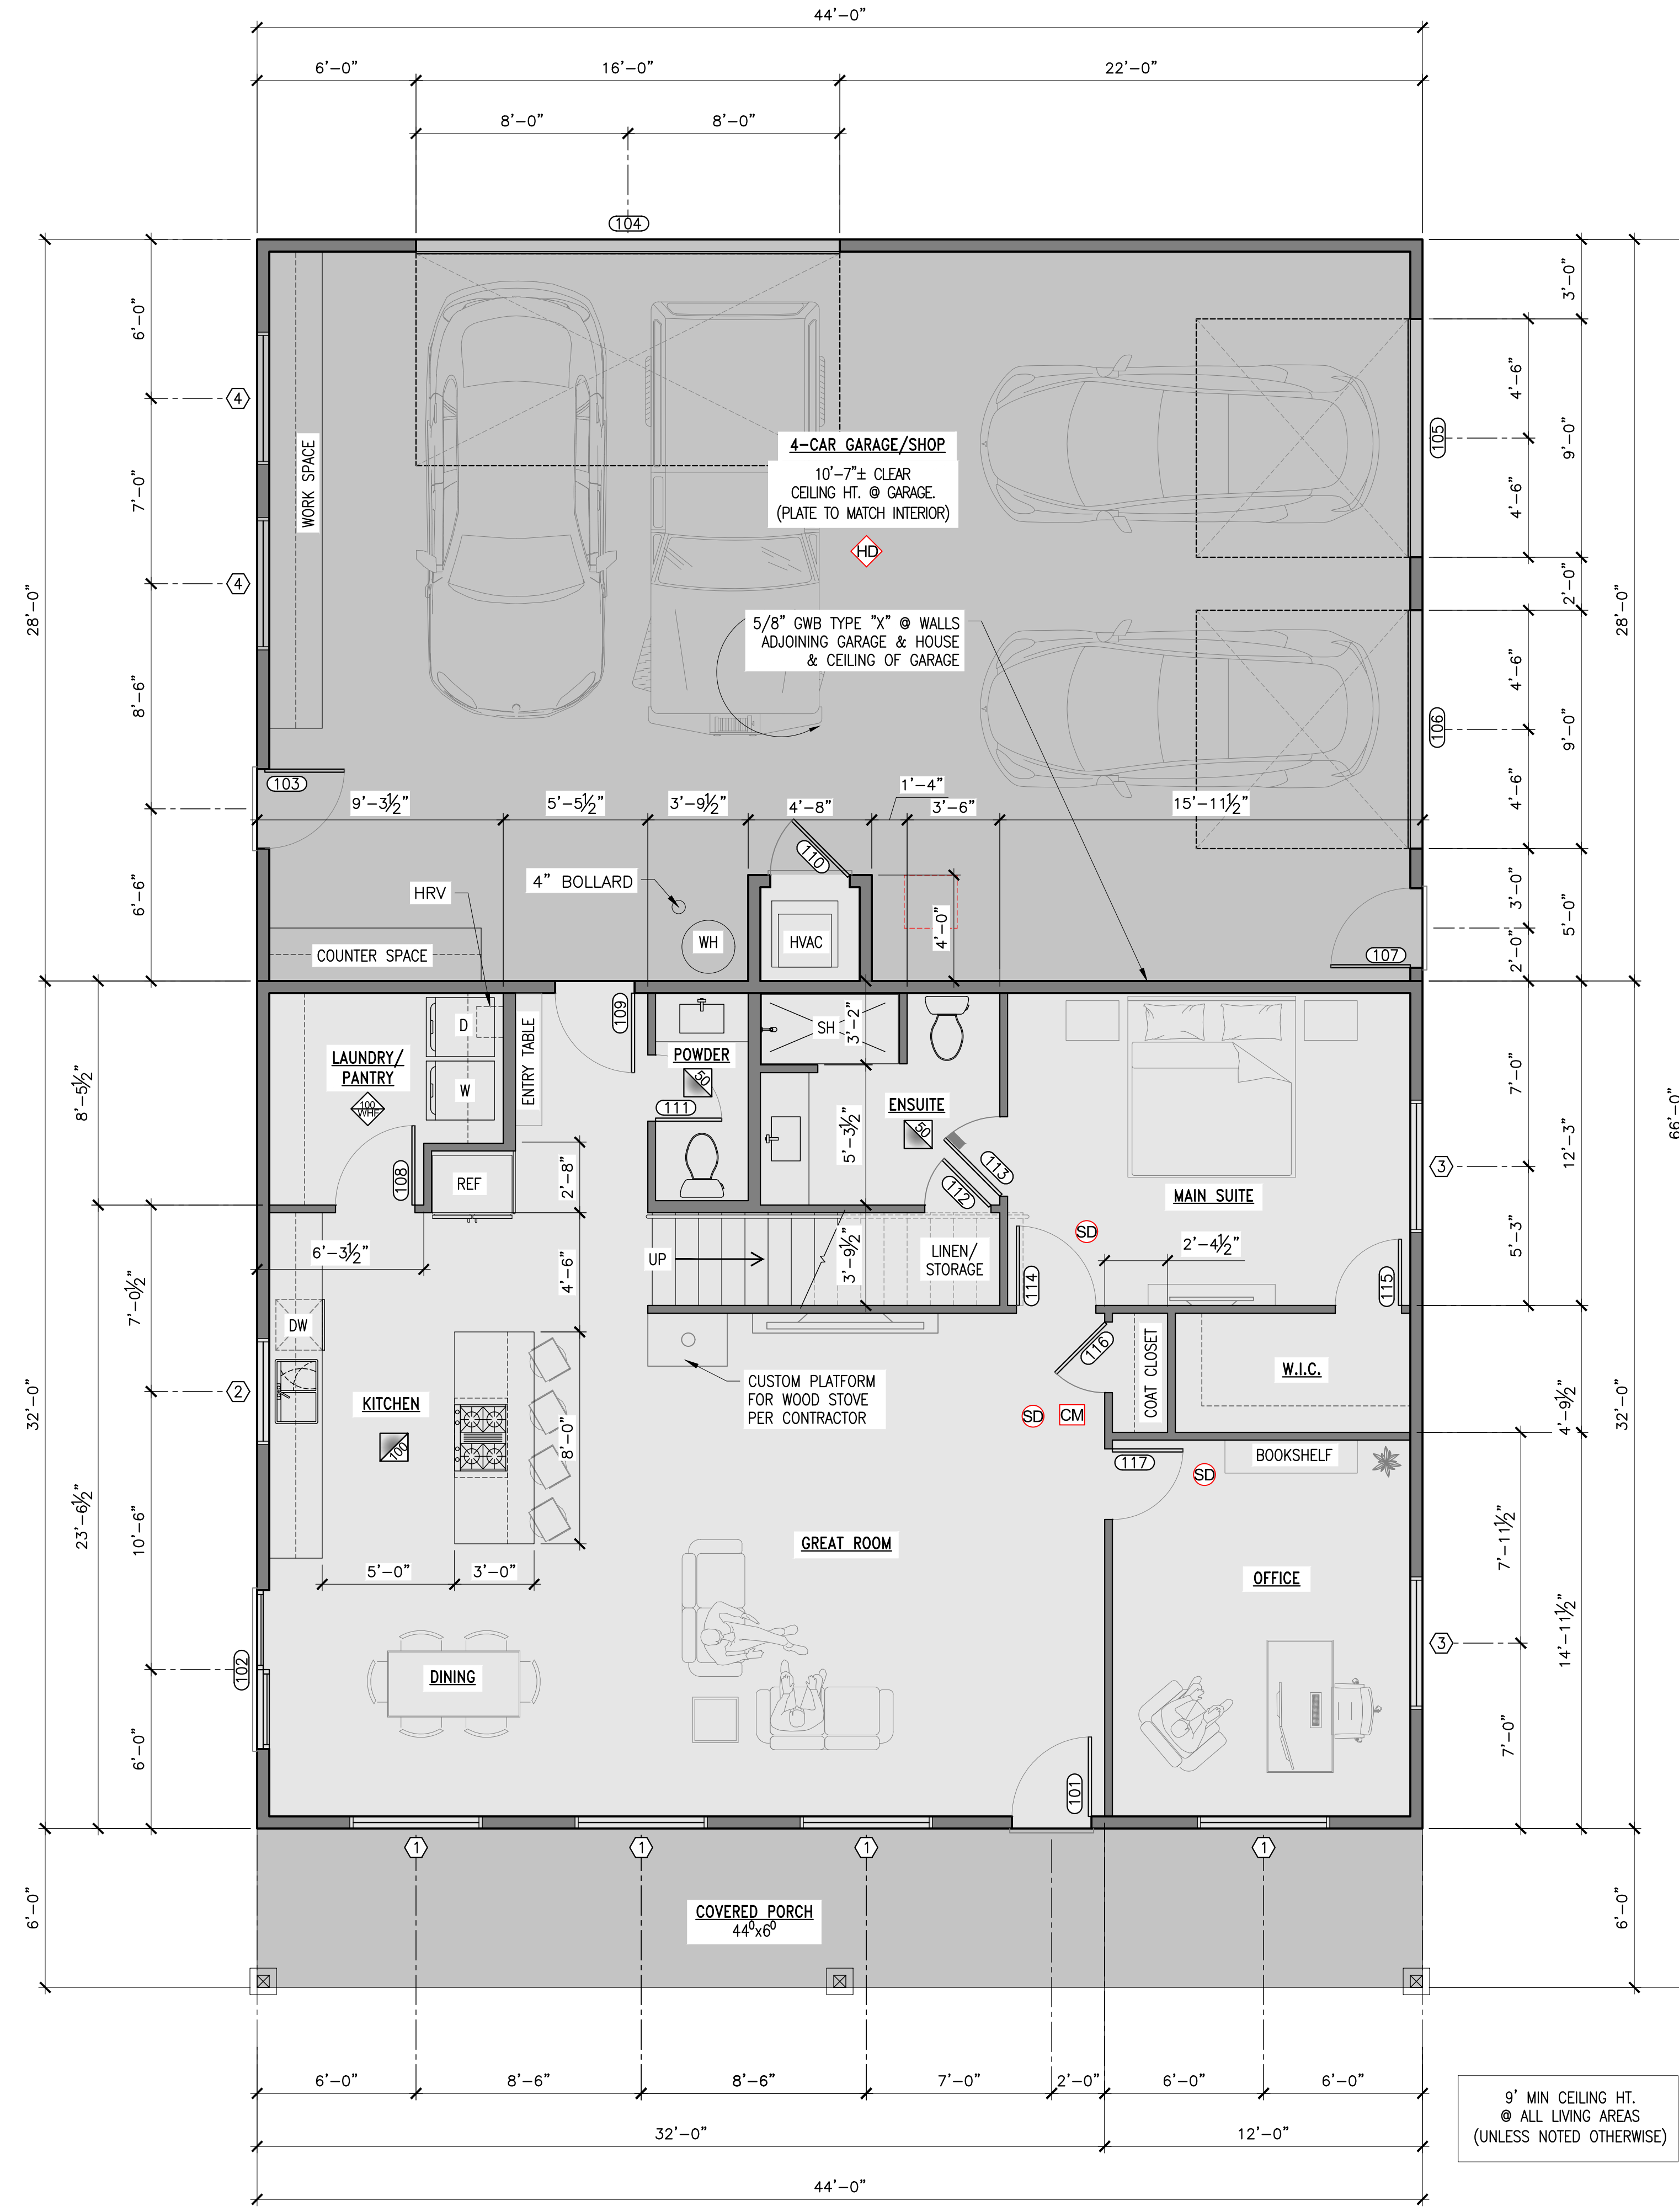 44'-0"
6'-0"
16'-0"
22'-0"
8'-0"
8'-0"
104
28'-0"
6'-0"
7'-0"
8'-6"
6'-6"
4
4
WORK SPACE
4-CAR GARAGE/SHOP
10'-7"± CLEAR
CEILING HT. @ GARAGE.
(PLATE TO MATCH INTERIOR)
HD
5/8" GWB TYPE "X" @ WALLS
ADJOINING GARAGE & HOUSE
& CEILING OF GARAGE
105
106
3'-0"
4'-6"
9'-0"
4'-6"
2'-0"
4'-6"
9'-0"
4'-6"
3'-0"
5'-0"
2'-0"
28'-0"
103
9'-3½"
5'-5½"
3'-9½"
4'-8"
1'-4"
3'-6"
15'-11½"
110
HRV
4" BOLLARD
WH
HVAC
4'-0"
107
COUNTER SPACE
LAUNDRY/
PANTRY
100
WHF
D
W
ENTRY TABLE
109
POWDER
50
111
SH
3'-2"
ENSUITE
50
5'-3½"
113
112
MAIN SUITE
3
7'-0"
12'-3"
5'-3"
66'-0"
8'-5½"
108
REF
2'-8"
6'-3½"
4'-6"
UP
3'-9½"
LINEN/
STORAGE
114
SD
2'-4½"
115
7'-0½"
DW
2
KITCHEN
100
8'-0"
CUSTOM PLATFORM
FOR WOOD STOVE
PER CONTRACTOR
116
COAT CLOSET
W.I.C.
SD
CM
4'-9½"
32'-0"
32'-0"
23'-6½"
10'-6"
117
SD
BOOKSHELF
GREAT ROOM
OFFICE
7'-11½"
14'-11½"
3
7'-0"
5'-0"
3'-0"
102
DINING
6'-0"
101
1
1
1
1
6'-0"
COVERED PORCH
44⁰x6⁰
6'-0"
6'-0"
8'-6"
8'-6"
7'-0"
2'-0"
6'-0"
6'-0"
32'-0"
12'-0"
44'-0"
9' MIN CEILING HT.
@ ALL LIVING AREAS
(UNLESS NOTED OTHERWISE)